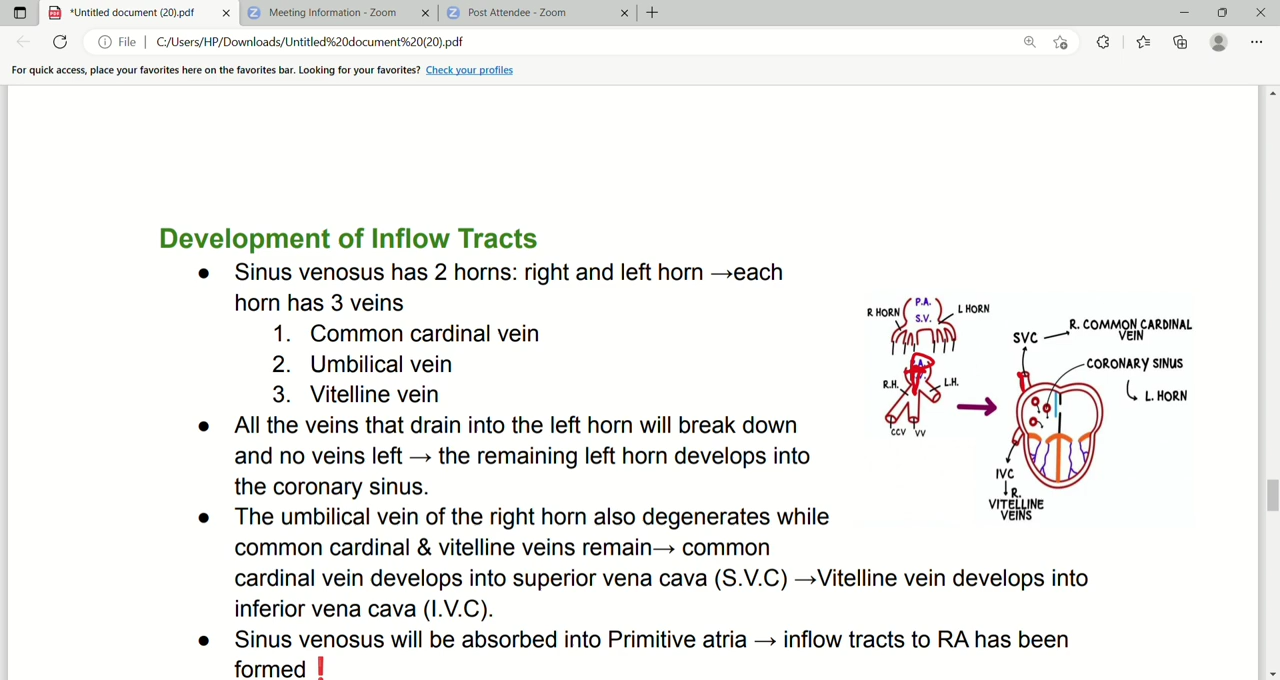 *Untitled document (20).pdf
Meeting Information - Zoom
Post Attendee - Zoom
File
C:/Users/HP/Downloads/Untitled%20document%20(20).pdf
For quick access, place your favorites here on the favorites bar. Looking for your favorites? Check your profiles
Development of Inflow Tracts
● Sinus venosus has 2 horns: right and left horn →each
horn has 3 veins
1. Common cardinal vein
2. Umbilical vein
3. Vitelline vein
● All the veins that drain into the left horn will break down
and no veins left → the remaining left horn develops into
the coronary sinus.
● The umbilical vein of the right horn also degenerates while
common cardinal & vitelline veins remain→ common
cardinal vein develops into superior vena cava (S.V.C) →Vitelline vein develops into
inferior vena cava (I.V.C).
● Sinus venosus will be absorbed into Primitive atria → inflow tracts to RA has been
formed❗
P.A.
R HORN
S.V.
L HORN
R.H.
L.H.
CCV
VV
SVC
R. COMMON CARDINAL
VEIN
CORONARY SINUS
L. HORN
IVC
R.
VITELLINE
VEINS